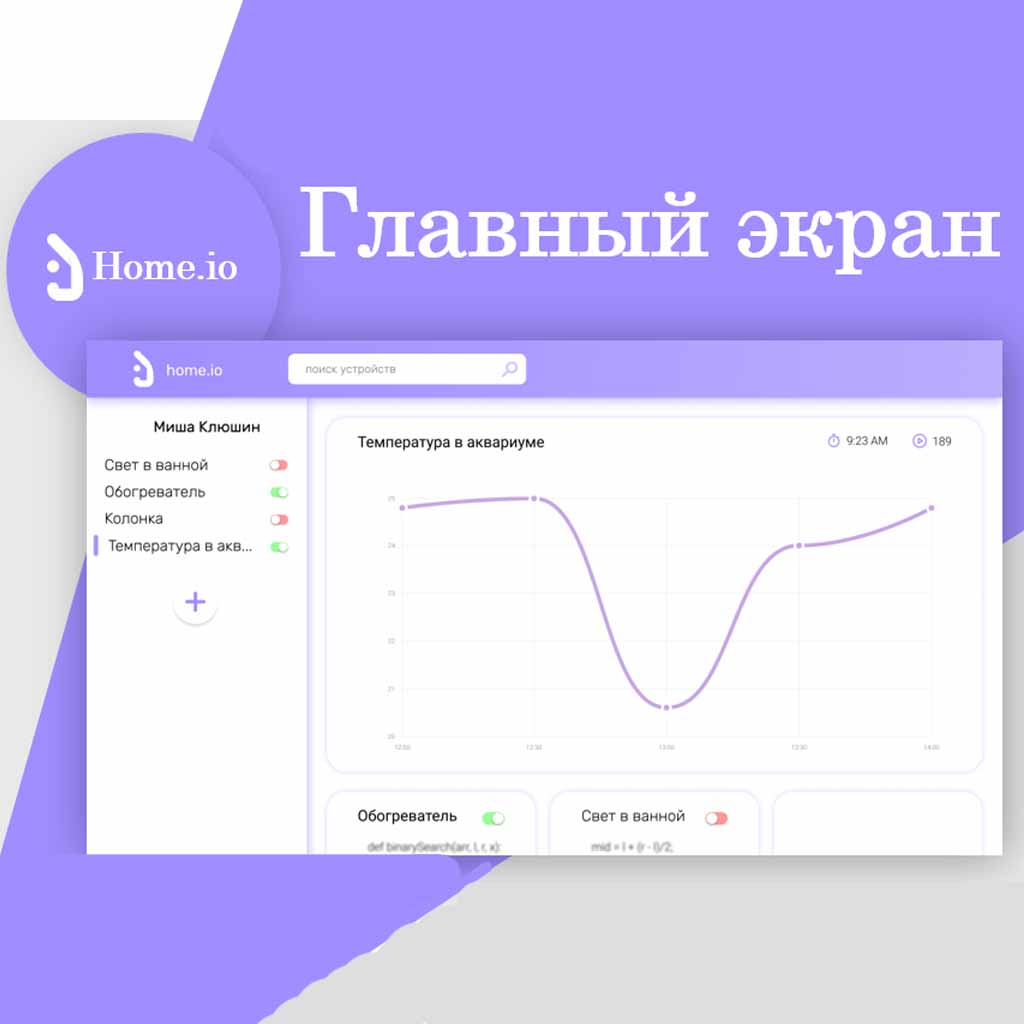 Главный экран
Home.io
home.io
поиск устройств
Миша Клюшин
Свет в ванной
Обогреватель
Колонка
Температура в акв...
+
Температура в аквариуме
9:23 AM
189
25
24
23
22
21
20
12:00
12:30
13:00
13:30
14:00
Обогреватель
Свет в ванной
def binarySearch(arr, l, r, x):
mid = l + (r - l)/2;